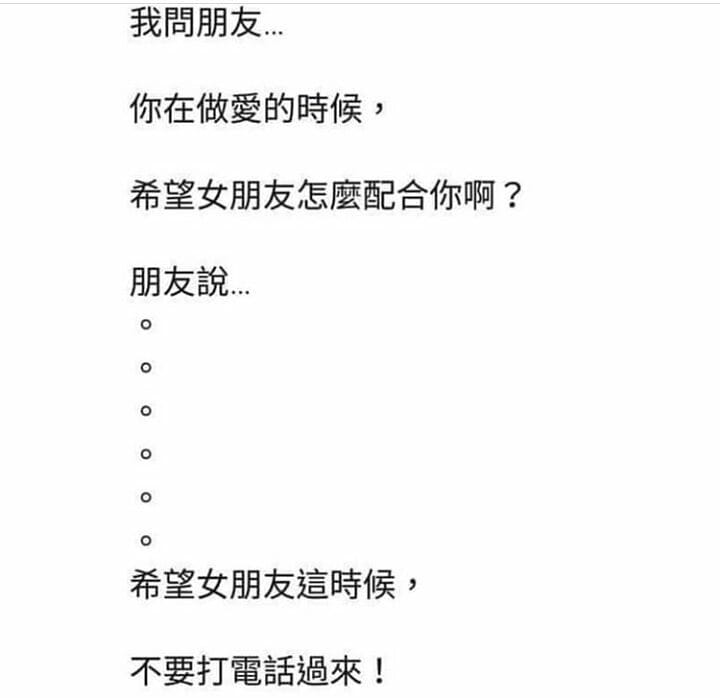 我問朋友...
你在做愛的時候，
希望女朋友怎麼配合你啊？
朋友說...
。
。
。
。
。
。
希望女朋友這時候，
不要打電話過來！